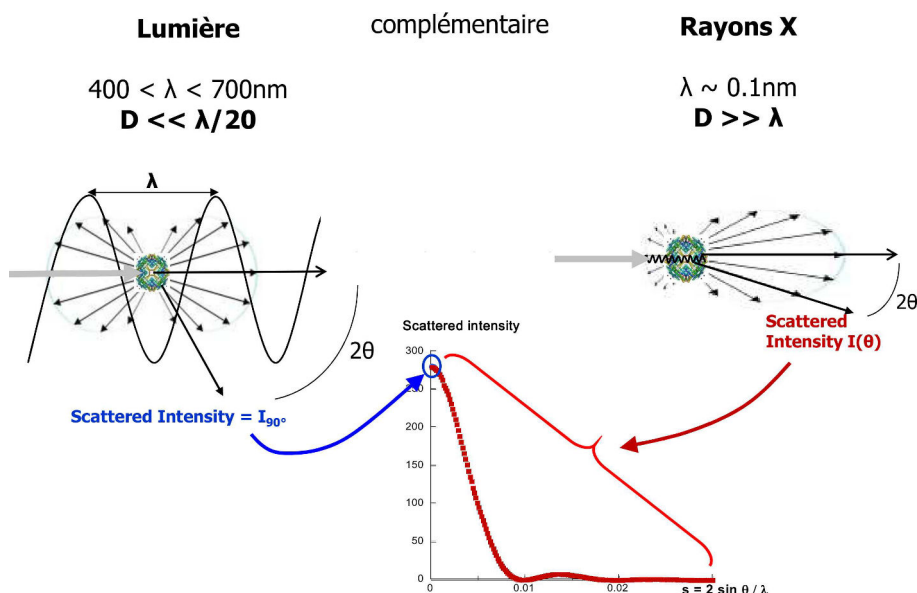 Lumière
complémentaire
Rayons X
400 < λ < 700nm
D << λ/20
λ ~ 0.1nm
D >> λ
λ
2θ
2θ
Scattered Intensity = I90°
Scattered
Intensity I(θ)
Scattered intensity
300
250
200
150
100
50
0
0
0.01
0.02
s = 2 sin θ / λ